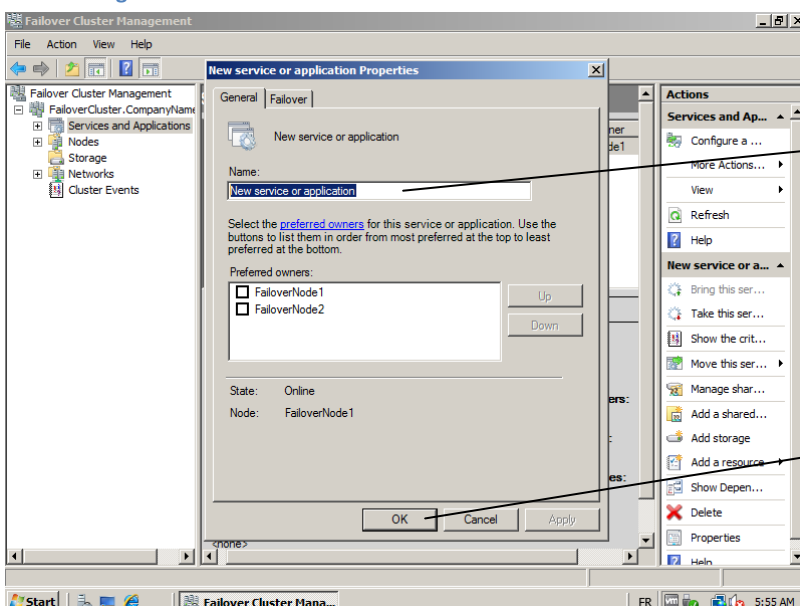 Failover Cluster Management
File Action View Help
Failover Cluster Management
FailoverCluster.CompanyName
Services and Applications
Nodes
Storage
Networks
Cluster Events
New service or application Properties
General
Failover
New service or application
Name:
New service or application
Select the preferred owners for this service or application. Use the
buttons to list them in order from most preferred at the top to least
preferred at the bottom.
Preferred owners:
FailoverNode1
FailoverNode2
Up
Down
State: Online
Node: FailoverNode1
OK Cancel Apply
<none>
Actions
Services and Ap...
Configure a ...
More Actions...
View
Refresh
Help
New service or a...
Bring this ser...
Take this ser...
Show the crit...
Move this ser...
Manage shar...
Add a shared...
Add storage
Add a resource
Show Depen...
Delete
Properties
Help
Start
Failover Cluster Mana...
FR
5:55 AM